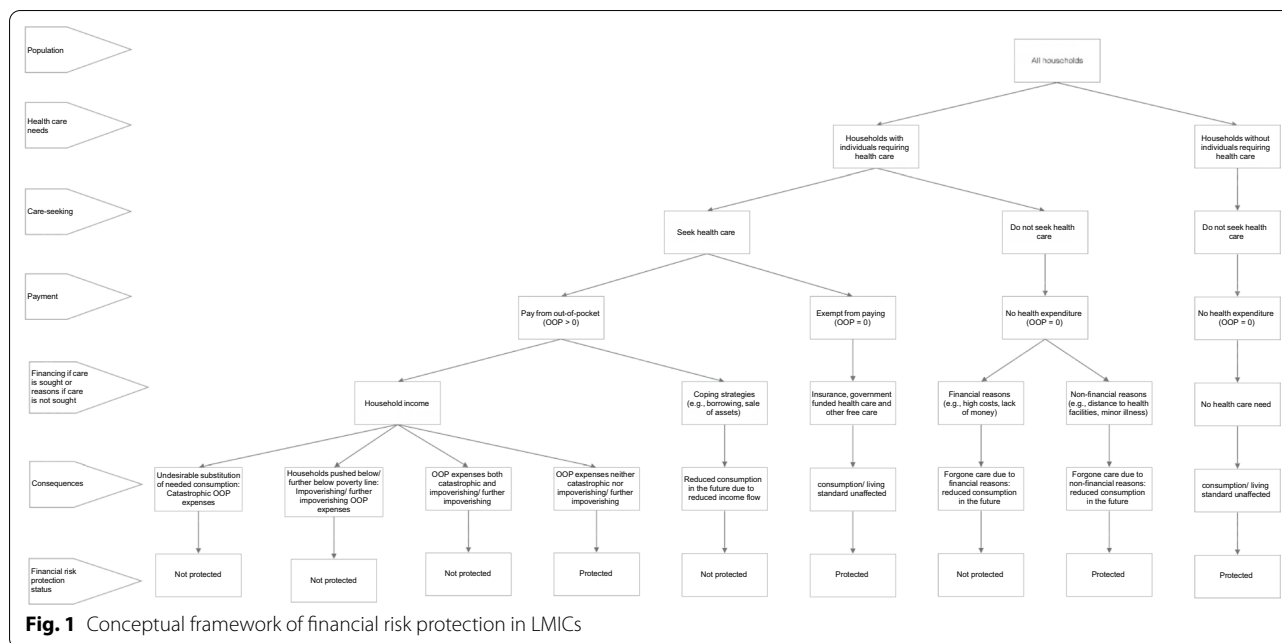 Population
All households
Health care
needs
Households with
individuals requiring
health care
Households without
individuals requiring
health care
Care-seeking
Seek health care
Do not seek health
care
Do not seek health
care
Payment
Pay from out-of-pocket
(OOP > 0)
Exempt from paying
(OOP = 0)
No health expenditure
(OOP = 0)
No health expenditure
(OOP = 0)
Financing if care
is sought or
reasons if care
is not sought
Household income
Coping strategies
(e.g., borrowing, sale
of assets)
Insurance, government
funded health care and
other free care
Financial reasons
(e.g., high costs, lack
of money)
Non-financial reasons
(e.g., distance to health
facilities, minor illness)
No health care need
Consequences
Undesirable substitution
of needed consumption:
Catastrophic OOP
expenses
Households pushed below/
further below poverty line:
Impoverishing/ further
impoverishing OOP
expenses
OOP expenses both
catastrophic and
impoverishing/ further
impoverishing
OOP expenses neither
catastrophic nor
impoverishing/ further
impoverishing
Reduced consumption
in the future due to
reduced income flow
consumption/ living
standard unaffected
Forgone care due to
financial reasons:
reduced consumption in
the future
Forgone care due to
non-financial reasons:
reduced consumption in
the future
consumption/ living
standard unaffected
Financial risk
protection
status
Not protected
Not protected
Not protected
Protected
Not protected
Protected
Not protected
Protected
Protected
Fig. 1 Conceptual framework of financial risk protection in LMICs